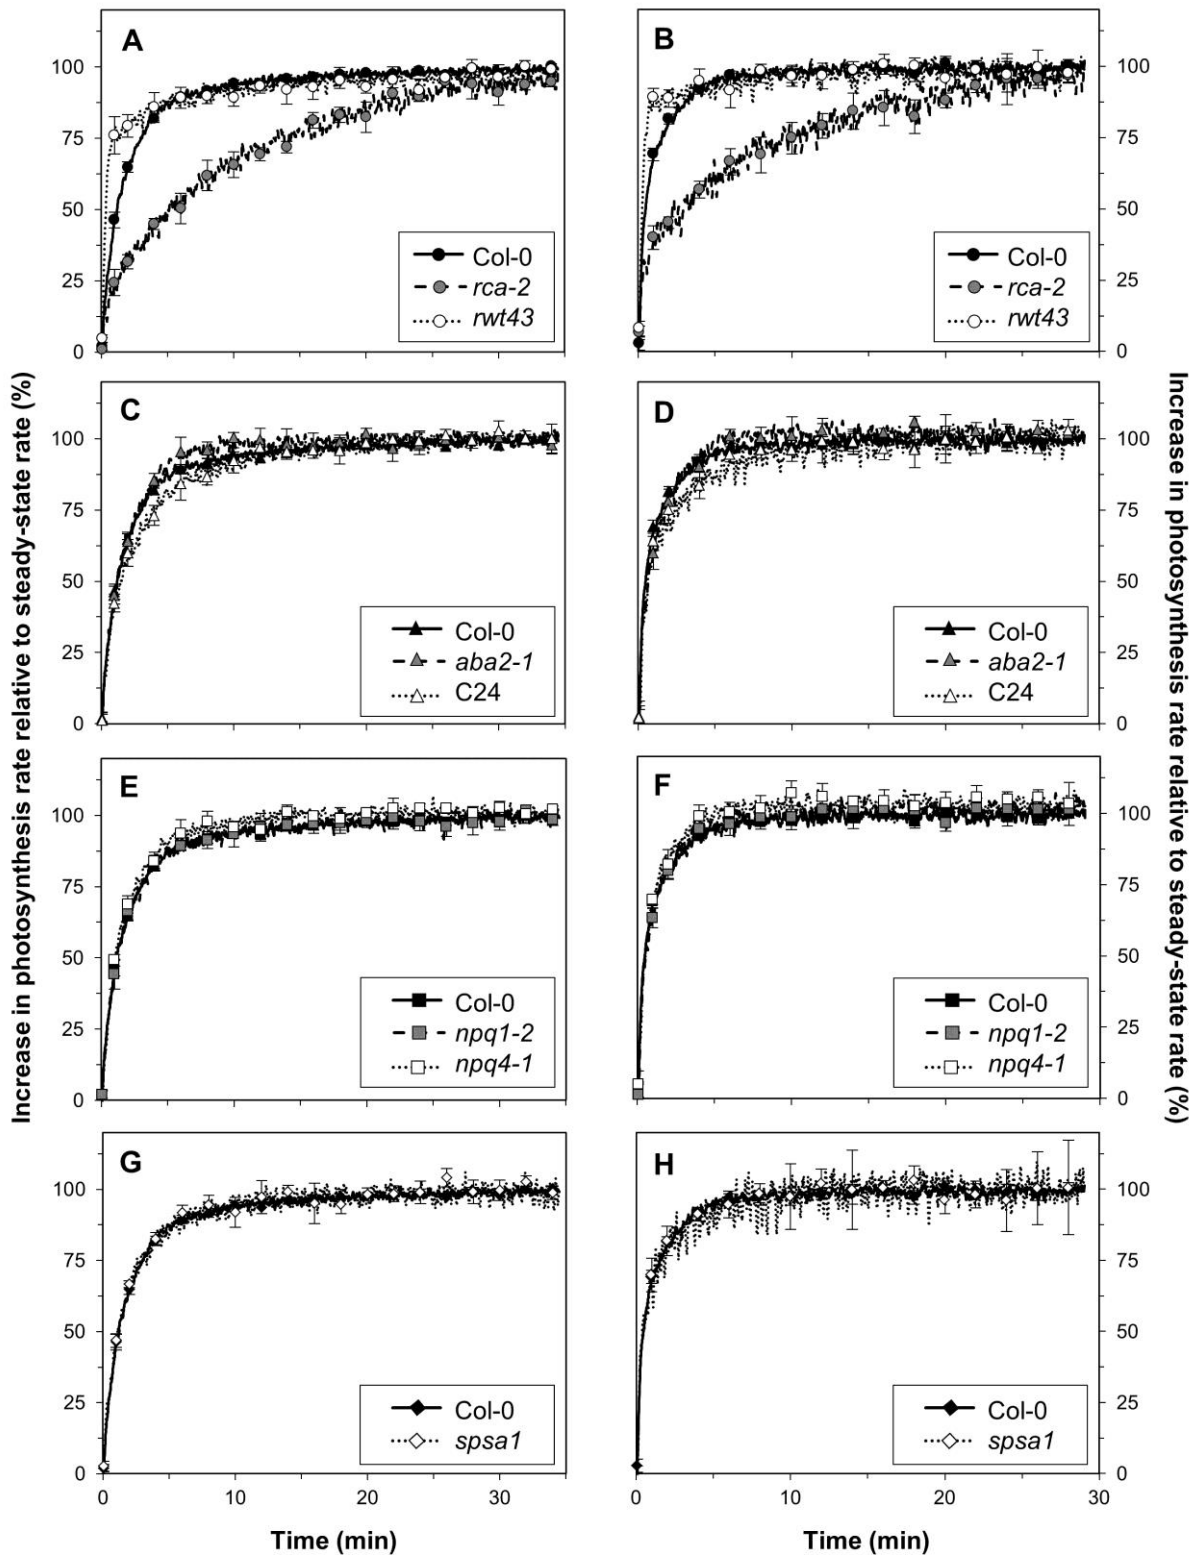 A
100
75
50
25
0
Col-0
rca-2
rwt43
B
100
75
50
25
0
Col-0
rca-2
rwt43
C
100
75
50
25
0
Col-0
aba2-1
C24
D
100
75
50
25
0
Col-0
aba2-1
C24
E
100
75
50
25
0
Col-0
npq1-2
npq4-1
F
100
75
50
25
0
Col-0
npq1-2
npq4-1
G
100
75
50
25
0
Col-0
spsa1
0 10 20 30
Time (min)
H
100
75
50
25
0
Col-0
spsa1
0 10 20 30
Time (min)
Increase in photosynthesis rate relative to steady-state rate (%)
Increase in photosynthesis rate relative to steady-state rate (%)